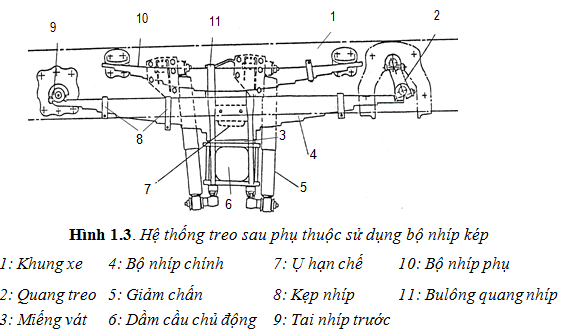 9 10 11 1 2
8 3 4
7 6 5
Hình 1.3. Hệ thống treo sau phụ thuộc sử dụng bộ nhíp kép
1: Khung xe 4: Bộ nhíp chính 7: Ụ hạn chế 10: Bộ nhíp phụ
2: Quang treo 5: Giảm chấn 8: Kẹp nhíp 11: Bulông quang nhíp
3: Miếng vát 6: Dầm cầu chủ động 9: Tai nhíp trước